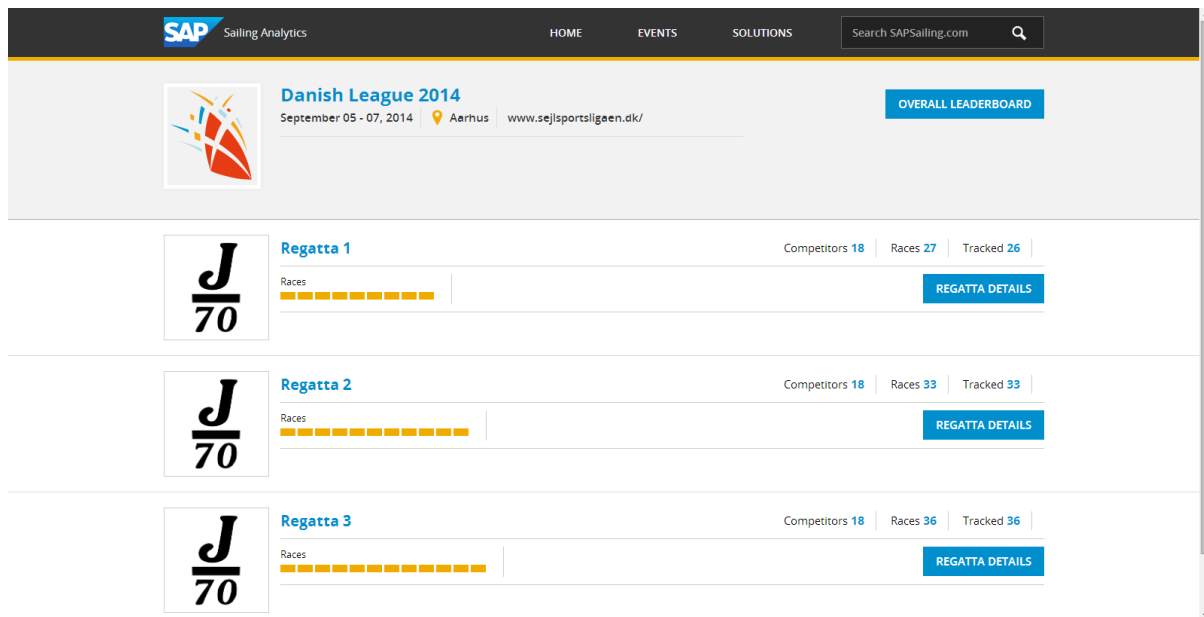 SAP Sailing Analytics HOME EVENTS SOLUTIONS Search SAPSailing.com
Danish League 2014
OVERALL LEADERBOARD
September 05 - 07, 2014 Aarhus www.sejlsportsligaen.dk/
J
70
Regatta 1 Competitors 18 Races 27 Tracked 26
Races
REGATTA DETAILS
J
70
Regatta 2 Competitors 18 Races 33 Tracked 33
Races
REGATTA DETAILS
J
70
Regatta 3 Competitors 18 Races 36 Tracked 36
Races
REGATTA DETAILS